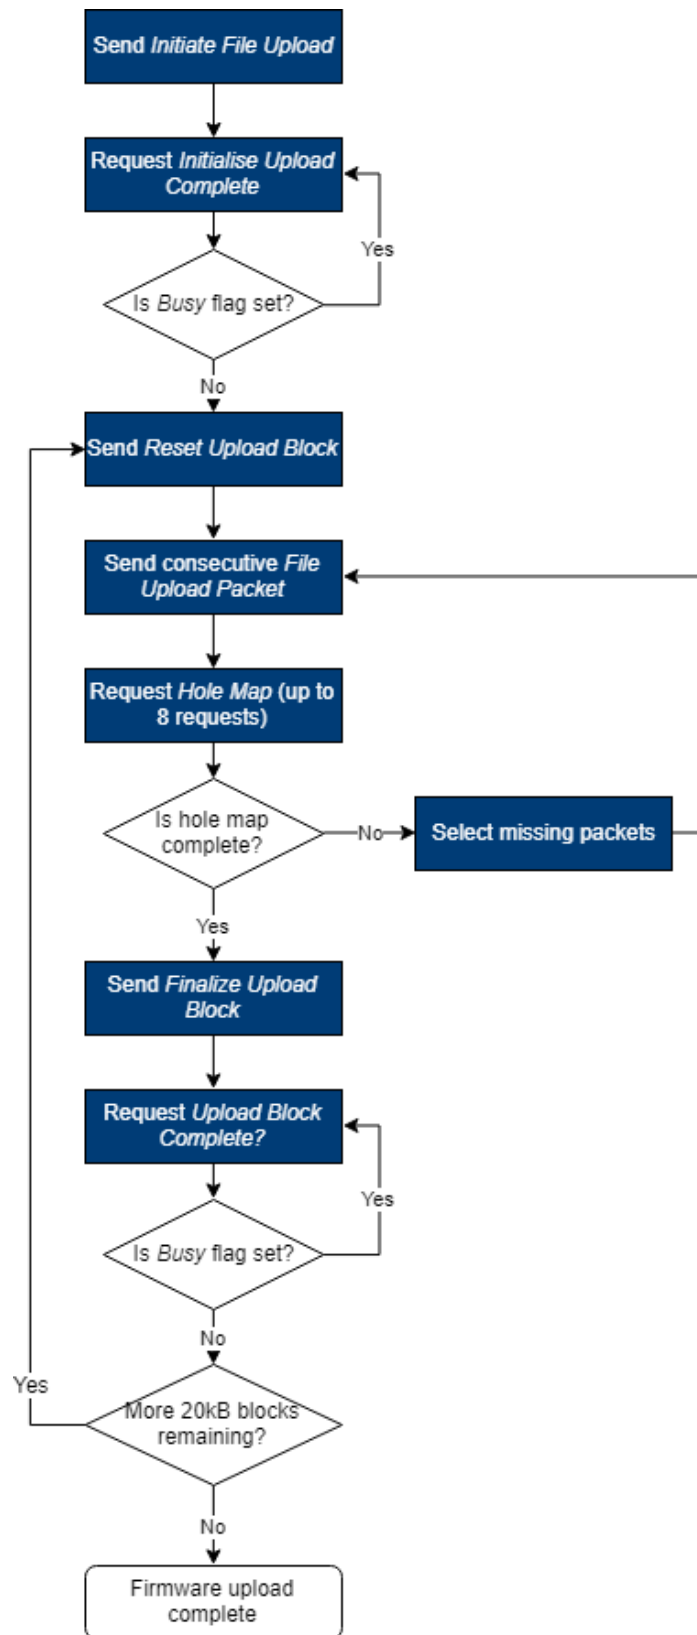 Send Initiate File Upload
Request Initialise Upload
Complete
Yes
Is Busy flag set?
No
Send Reset Upload Block
Send consecutive File
Upload Packet
Request Hole Map (up to
8 requests)
Is hole map
complete?
No
Select missing packets
Yes
Send Finalize Upload
Block
Request Upload Block
Complete?
Yes
Is Busy flag set?
No
Yes
More 20kB blocks
remaining?
No
Firmware upload
complete